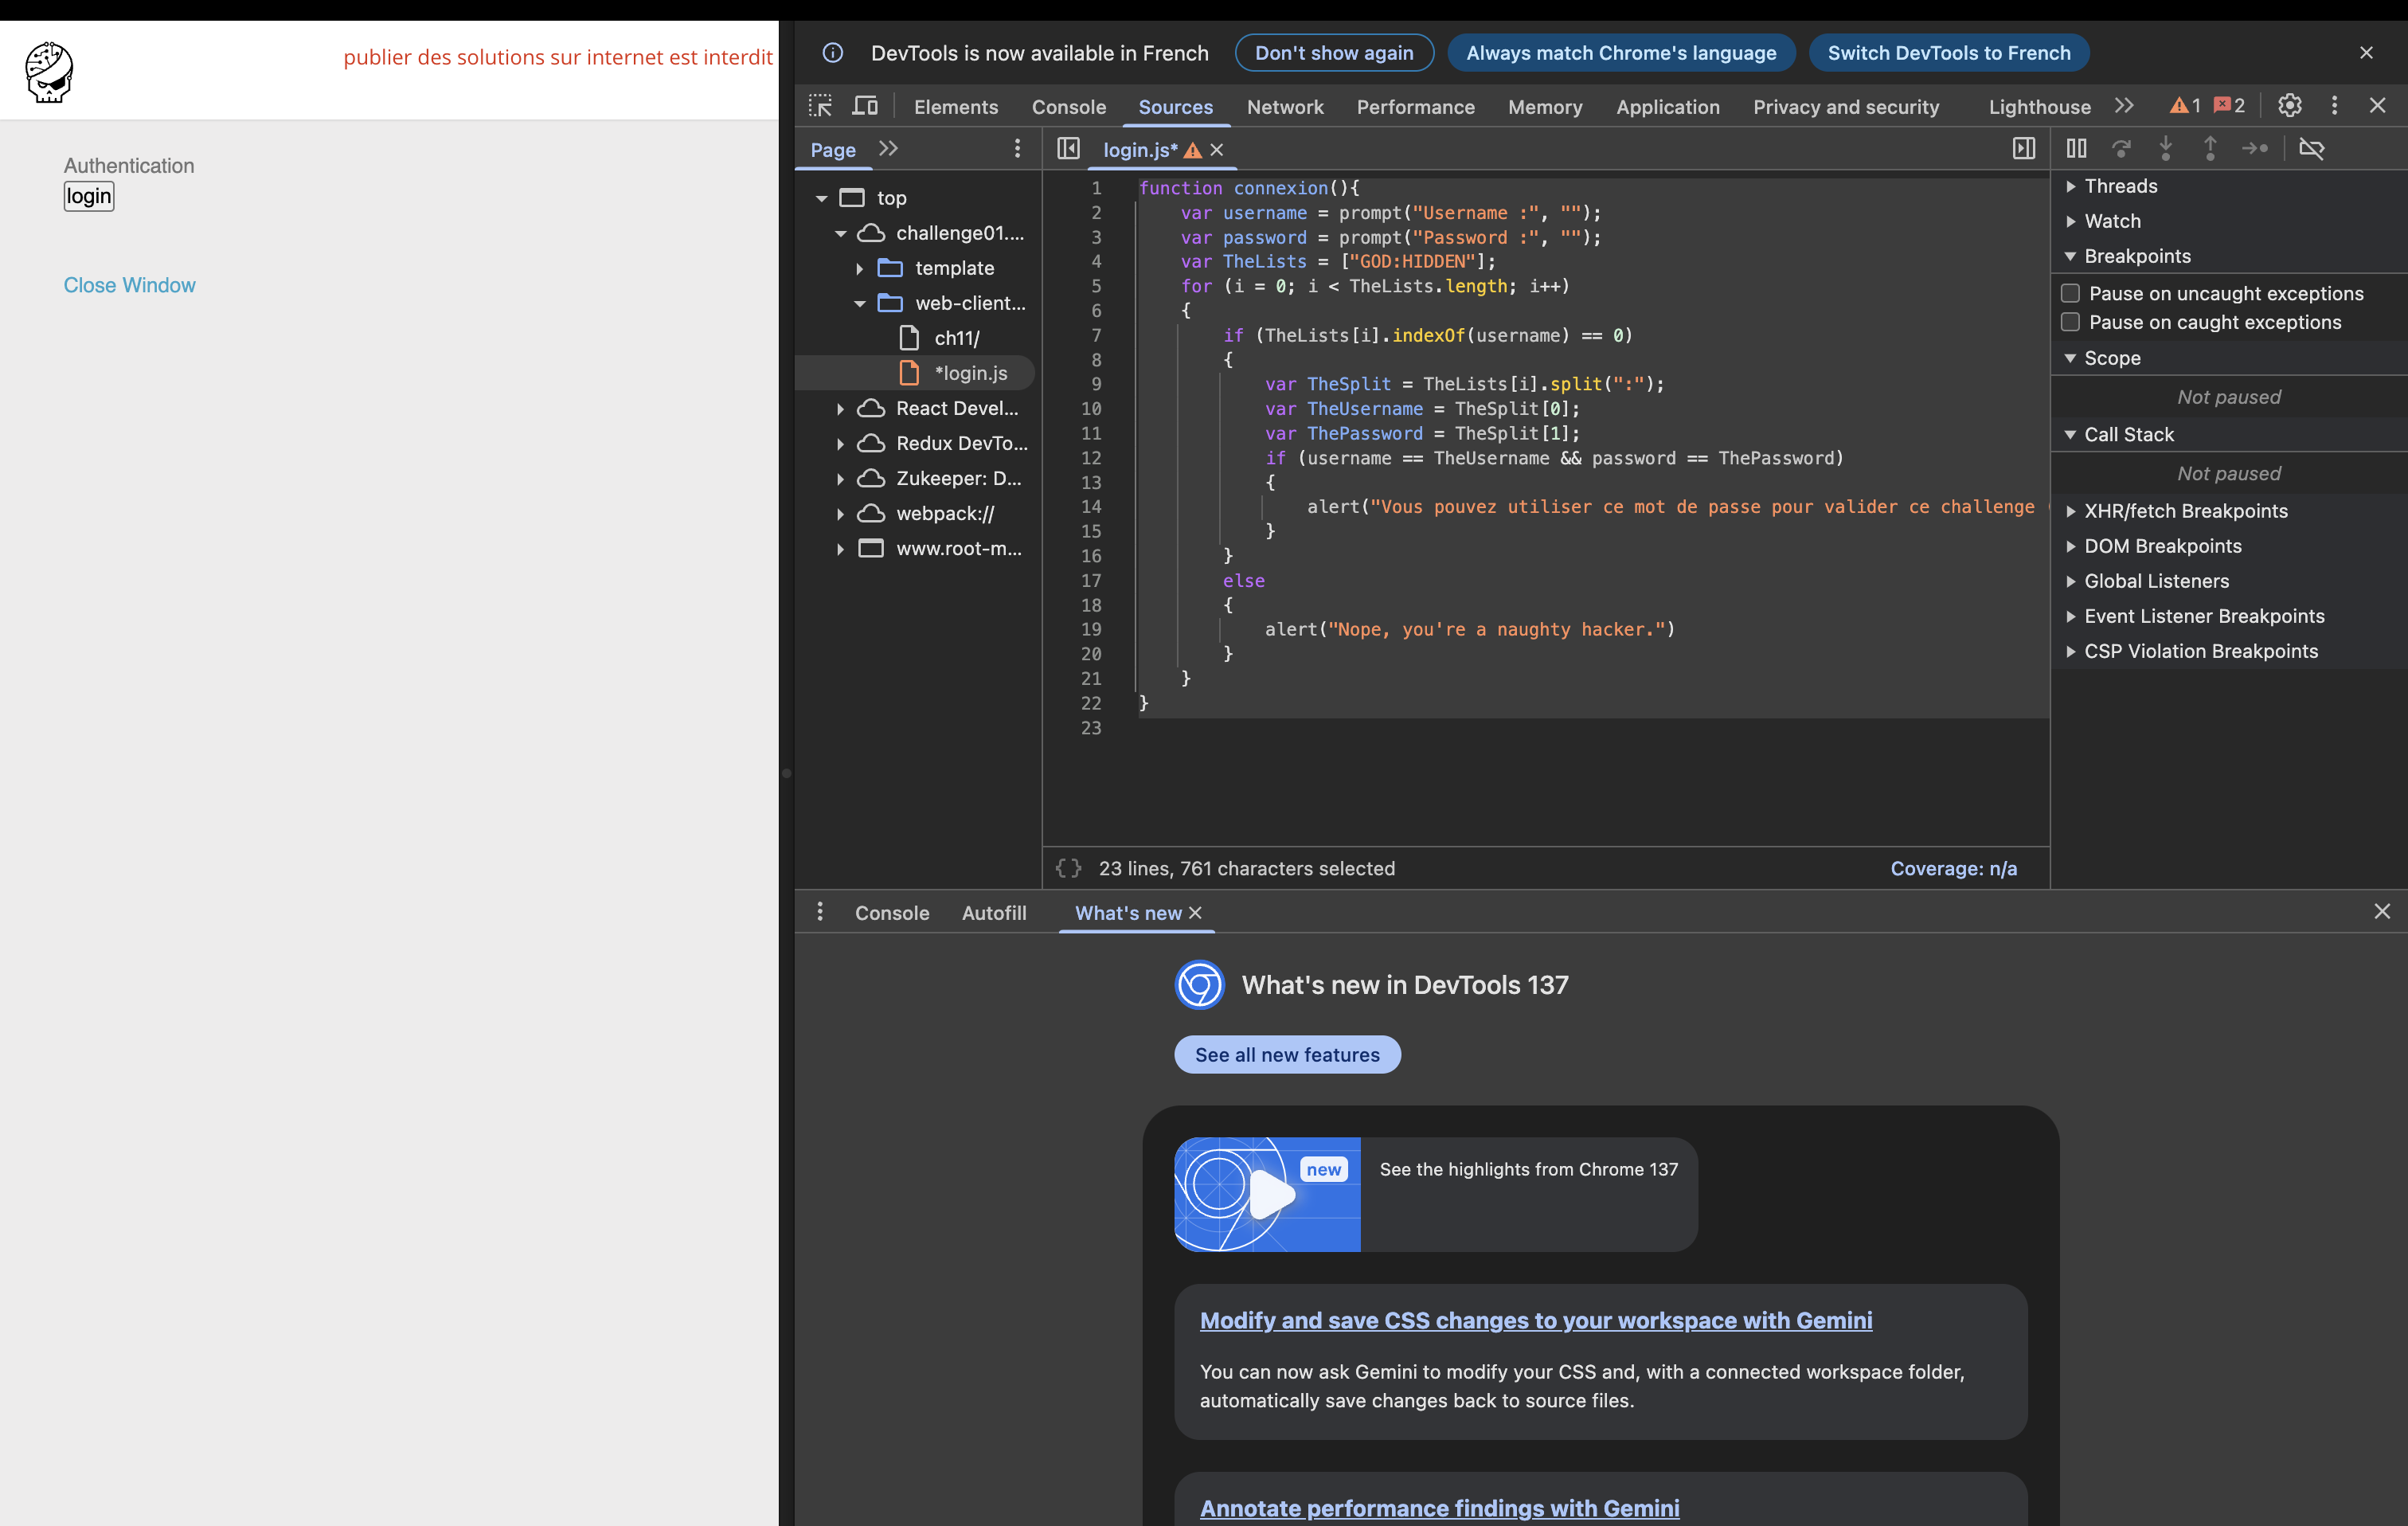 publier des solutions sur internet est interdit
Authentication
login
Close Window
DevTools is now available in French
Don't show again
Always match Chrome's language
Switch DevTools to French
Elements
Console
Sources
Network
Performance
Memory
Application
Privacy and security
Lighthouse
1
2
Page
login.js*
top
challenge01....
template
web-client...
ch11/
*login.js
React Devel...
Redux DevTo...
Zukeeper: D...
webpack://
www.root-m...
1 function connexion(){
2 var username = prompt("Username :", "");
3 var password = prompt("Password :", "");
4 var TheLists = ["GOD:HIDDEN"];
5 for (i = 0; i < TheLists.length; i++)
6 {
7 if (TheLists[i].indexOf(username) == 0)
8 {
9 var TheSplit = TheLists[i].split(":");
10 var TheUsername = TheSplit[0];
11 var ThePassword = TheSplit[1];
12 if (username == TheUsername && password == ThePassword)
13 {
14 alert("Vous pouvez utiliser ce mot de passe pour valider ce challenge
15 }
16 }
17 else
18 {
19 alert("Nope, you're a naughty hacker.")
20 }
21 }
22 }
23
{} 23 lines, 761 characters selected
Coverage: n/a
Threads
Watch
Breakpoints
Pause on uncaught exceptions
Pause on caught exceptions
Scope
Not paused
Call Stack
Not paused
XHR/fetch Breakpoints
DOM Breakpoints
Global Listeners
Event Listener Breakpoints
CSP Violation Breakpoints
Console
Autofill
What's new
What's new in DevTools 137
See all new features
new
See the highlights from Chrome 137
Modify and save CSS changes to your workspace with Gemini
You can now ask Gemini to modify your CSS and, with a connected workspace folder,
automatically save changes back to source files.
Annotate performance findings with Gemini